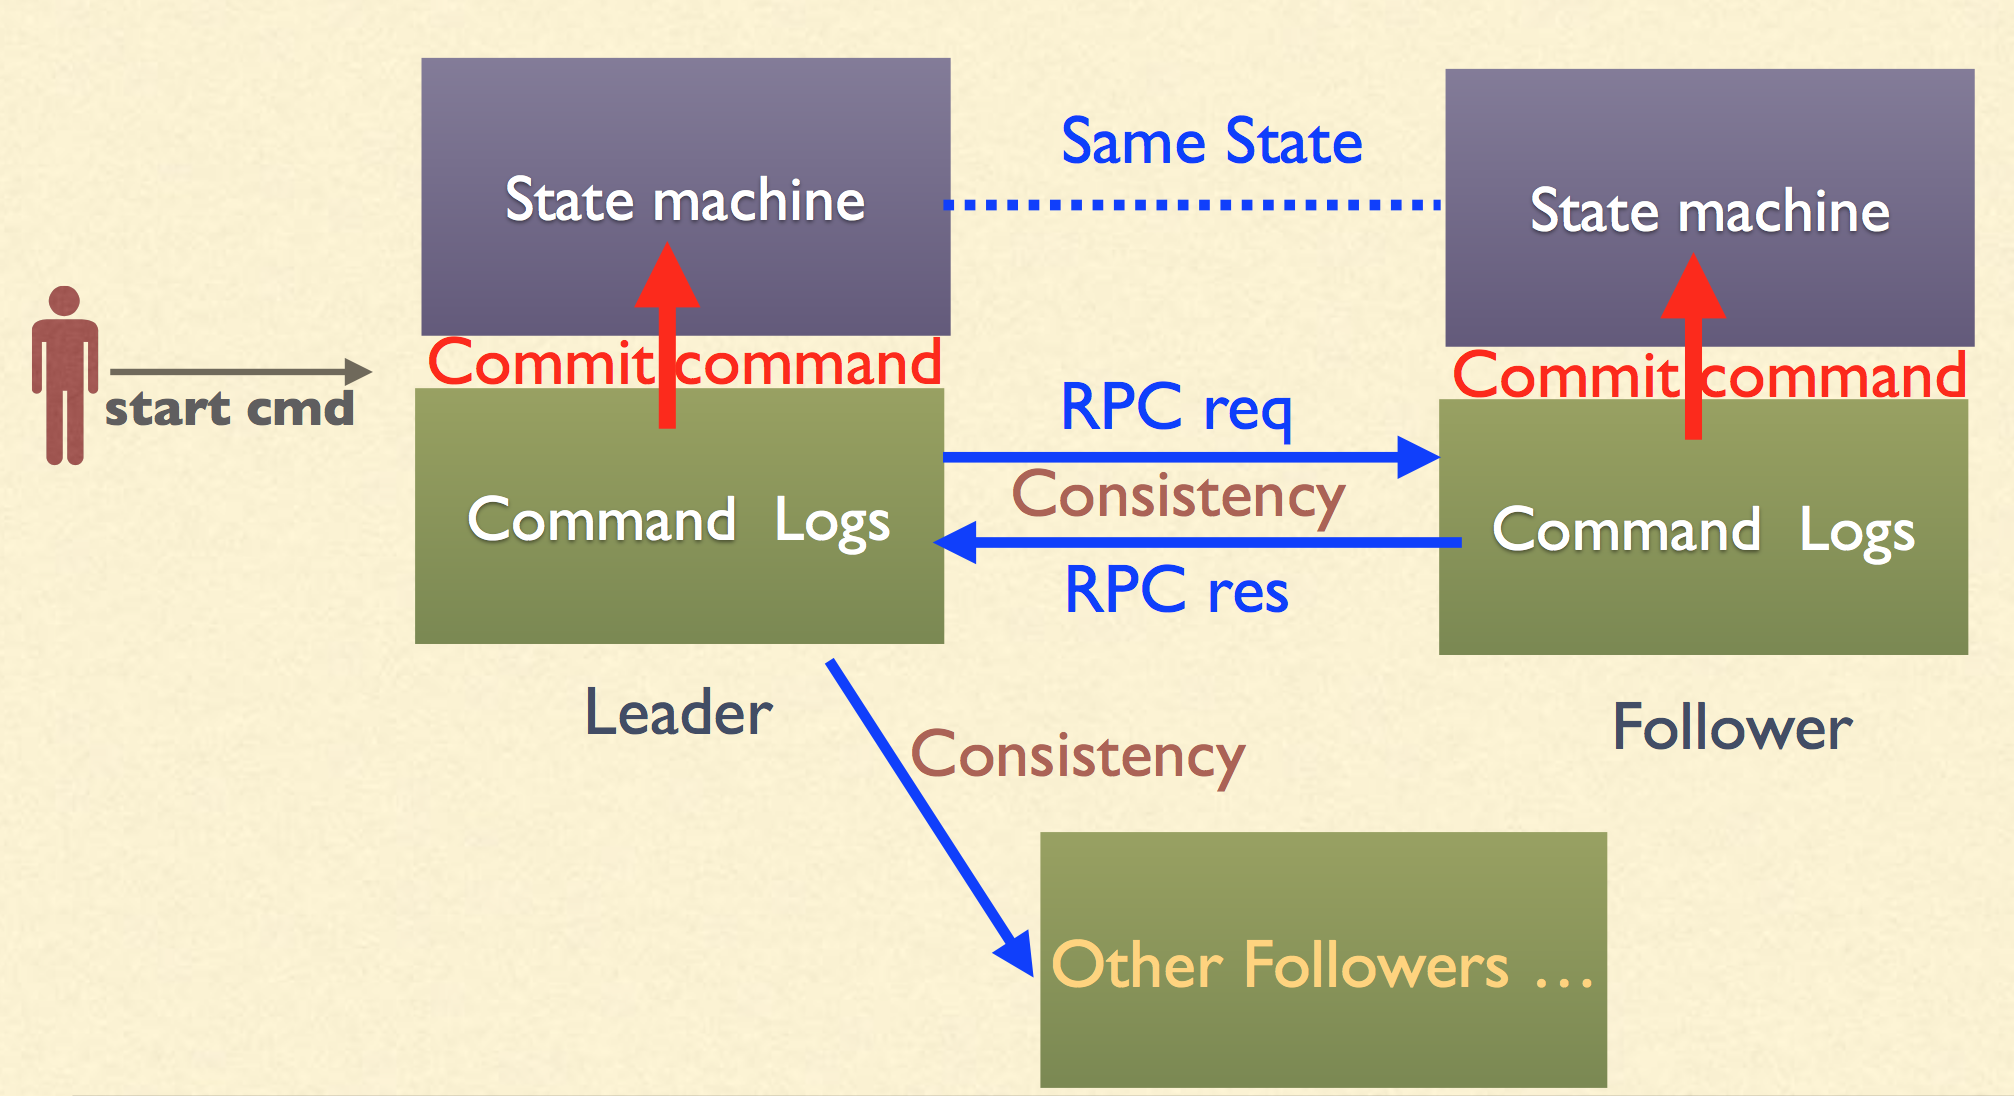 Same State
State machine
State machine
Commit command
Commit command
start cmd
RPC req
Consistency
Command Logs
Command Logs
RPC res
Leader
Follower
Consistency
Other Followers ...